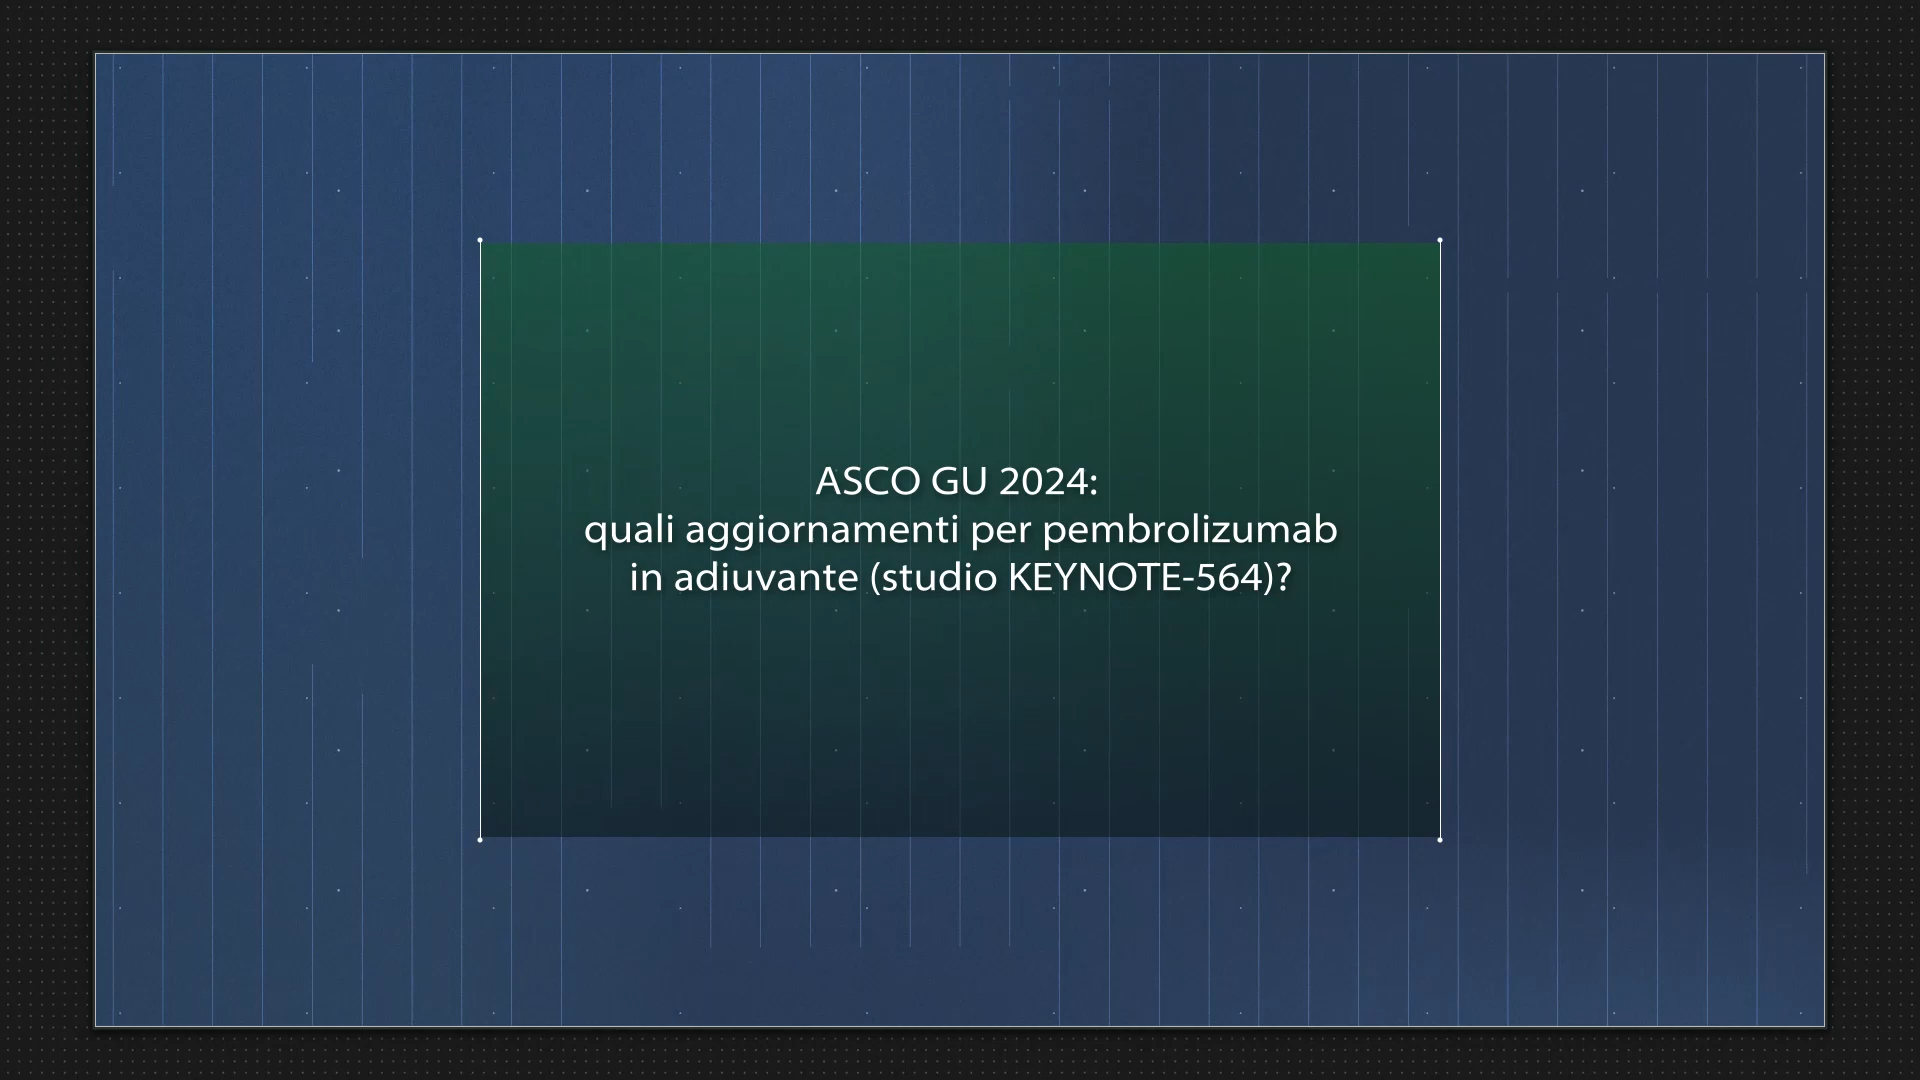 ASCO GU 2024:
quali aggiornamenti per pembrolizumab
in adiuvante (studio KEYNOTE-564)?